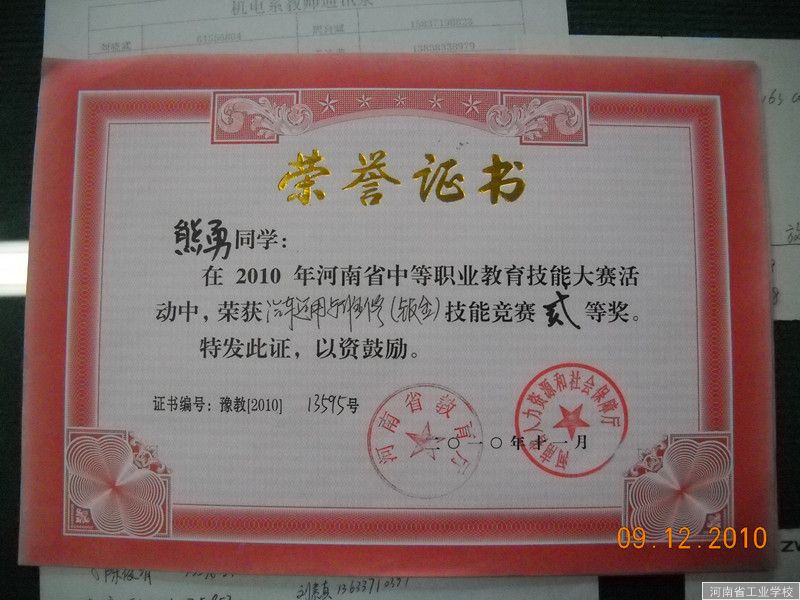 机电系教师通讯录
61556804
13838333979
荣誉证书
熊勇同学：
在 2010 年河南省中等职业教育技能大赛活
动中，荣获汽车运用与维修（钣金）技能竞赛贰等奖。
特发此证，以资鼓励。
证书编号：豫教[2010] 13595号
河南省教育厅
河南省人力资源和社会保障厅
二〇一〇年十一月
09.12.2010
河南省工业学校